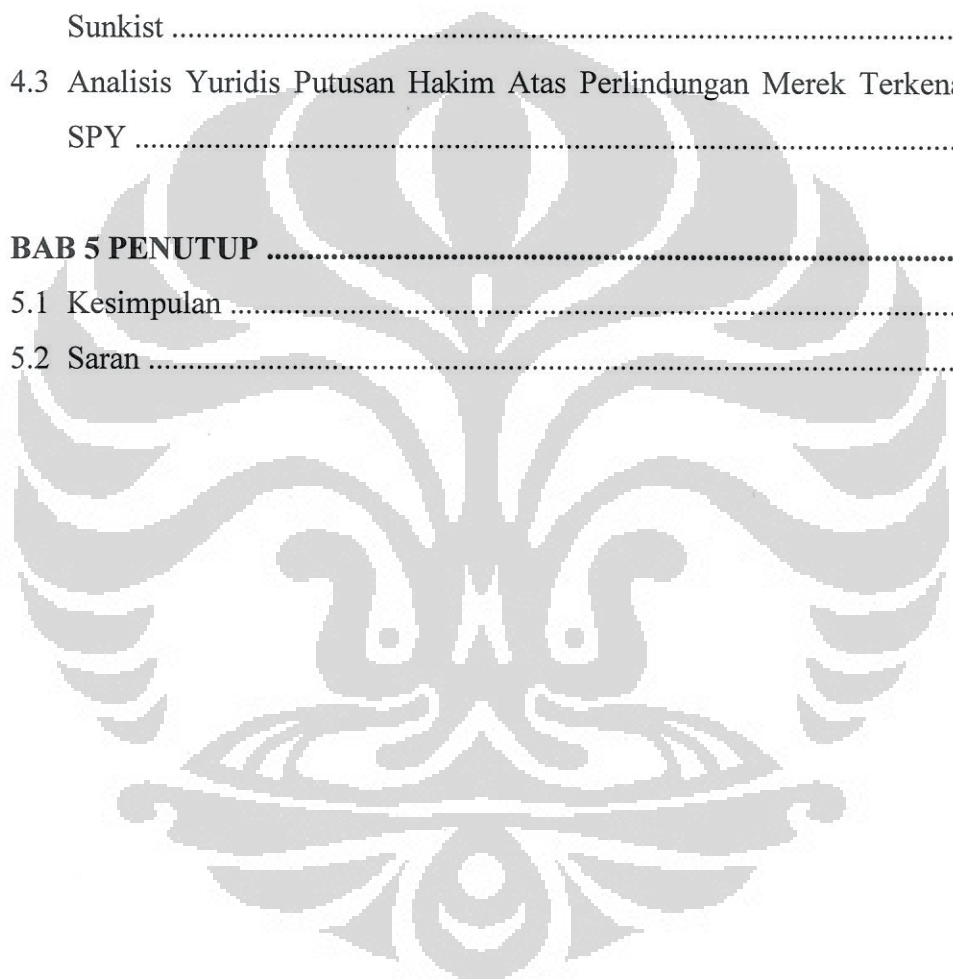 Sunkist ........................................................................................................
4.3 Analisis Yuridis Putusan Hakim Atas Perlindungan Merek Terkena
SPY ..............................................................................................................
BAB 5 PENUTUP ..........................................................................................
5.1 Kesimpulan ................................................................................................
5.2 Saran ............................................................................................................